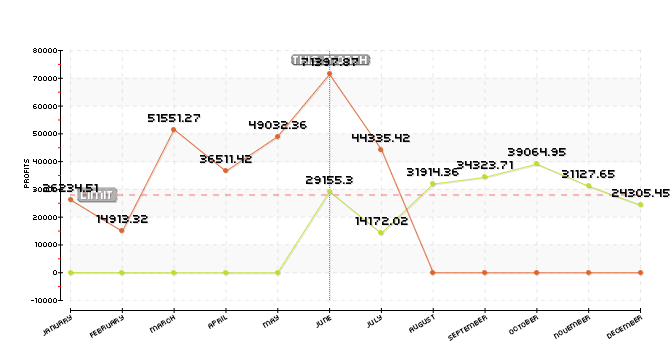 80000
71397.87
70000
60000
51551.27
49032.36
50000
44335.42
39064.95
36511.42
40000
34323.71
31914.36
31127.65
29155.3
30000
26234.51
LIMIT
24305.45
PROFITS
20000
14913.32
14172.02
10000
0
-10000
JANUARY
FEBRUARY
MARCH
APRIL
MAY
JUNE
JULY
AUGUST
SEPTEMBER
OCTOBER
NOVEMBER
DECEMBER